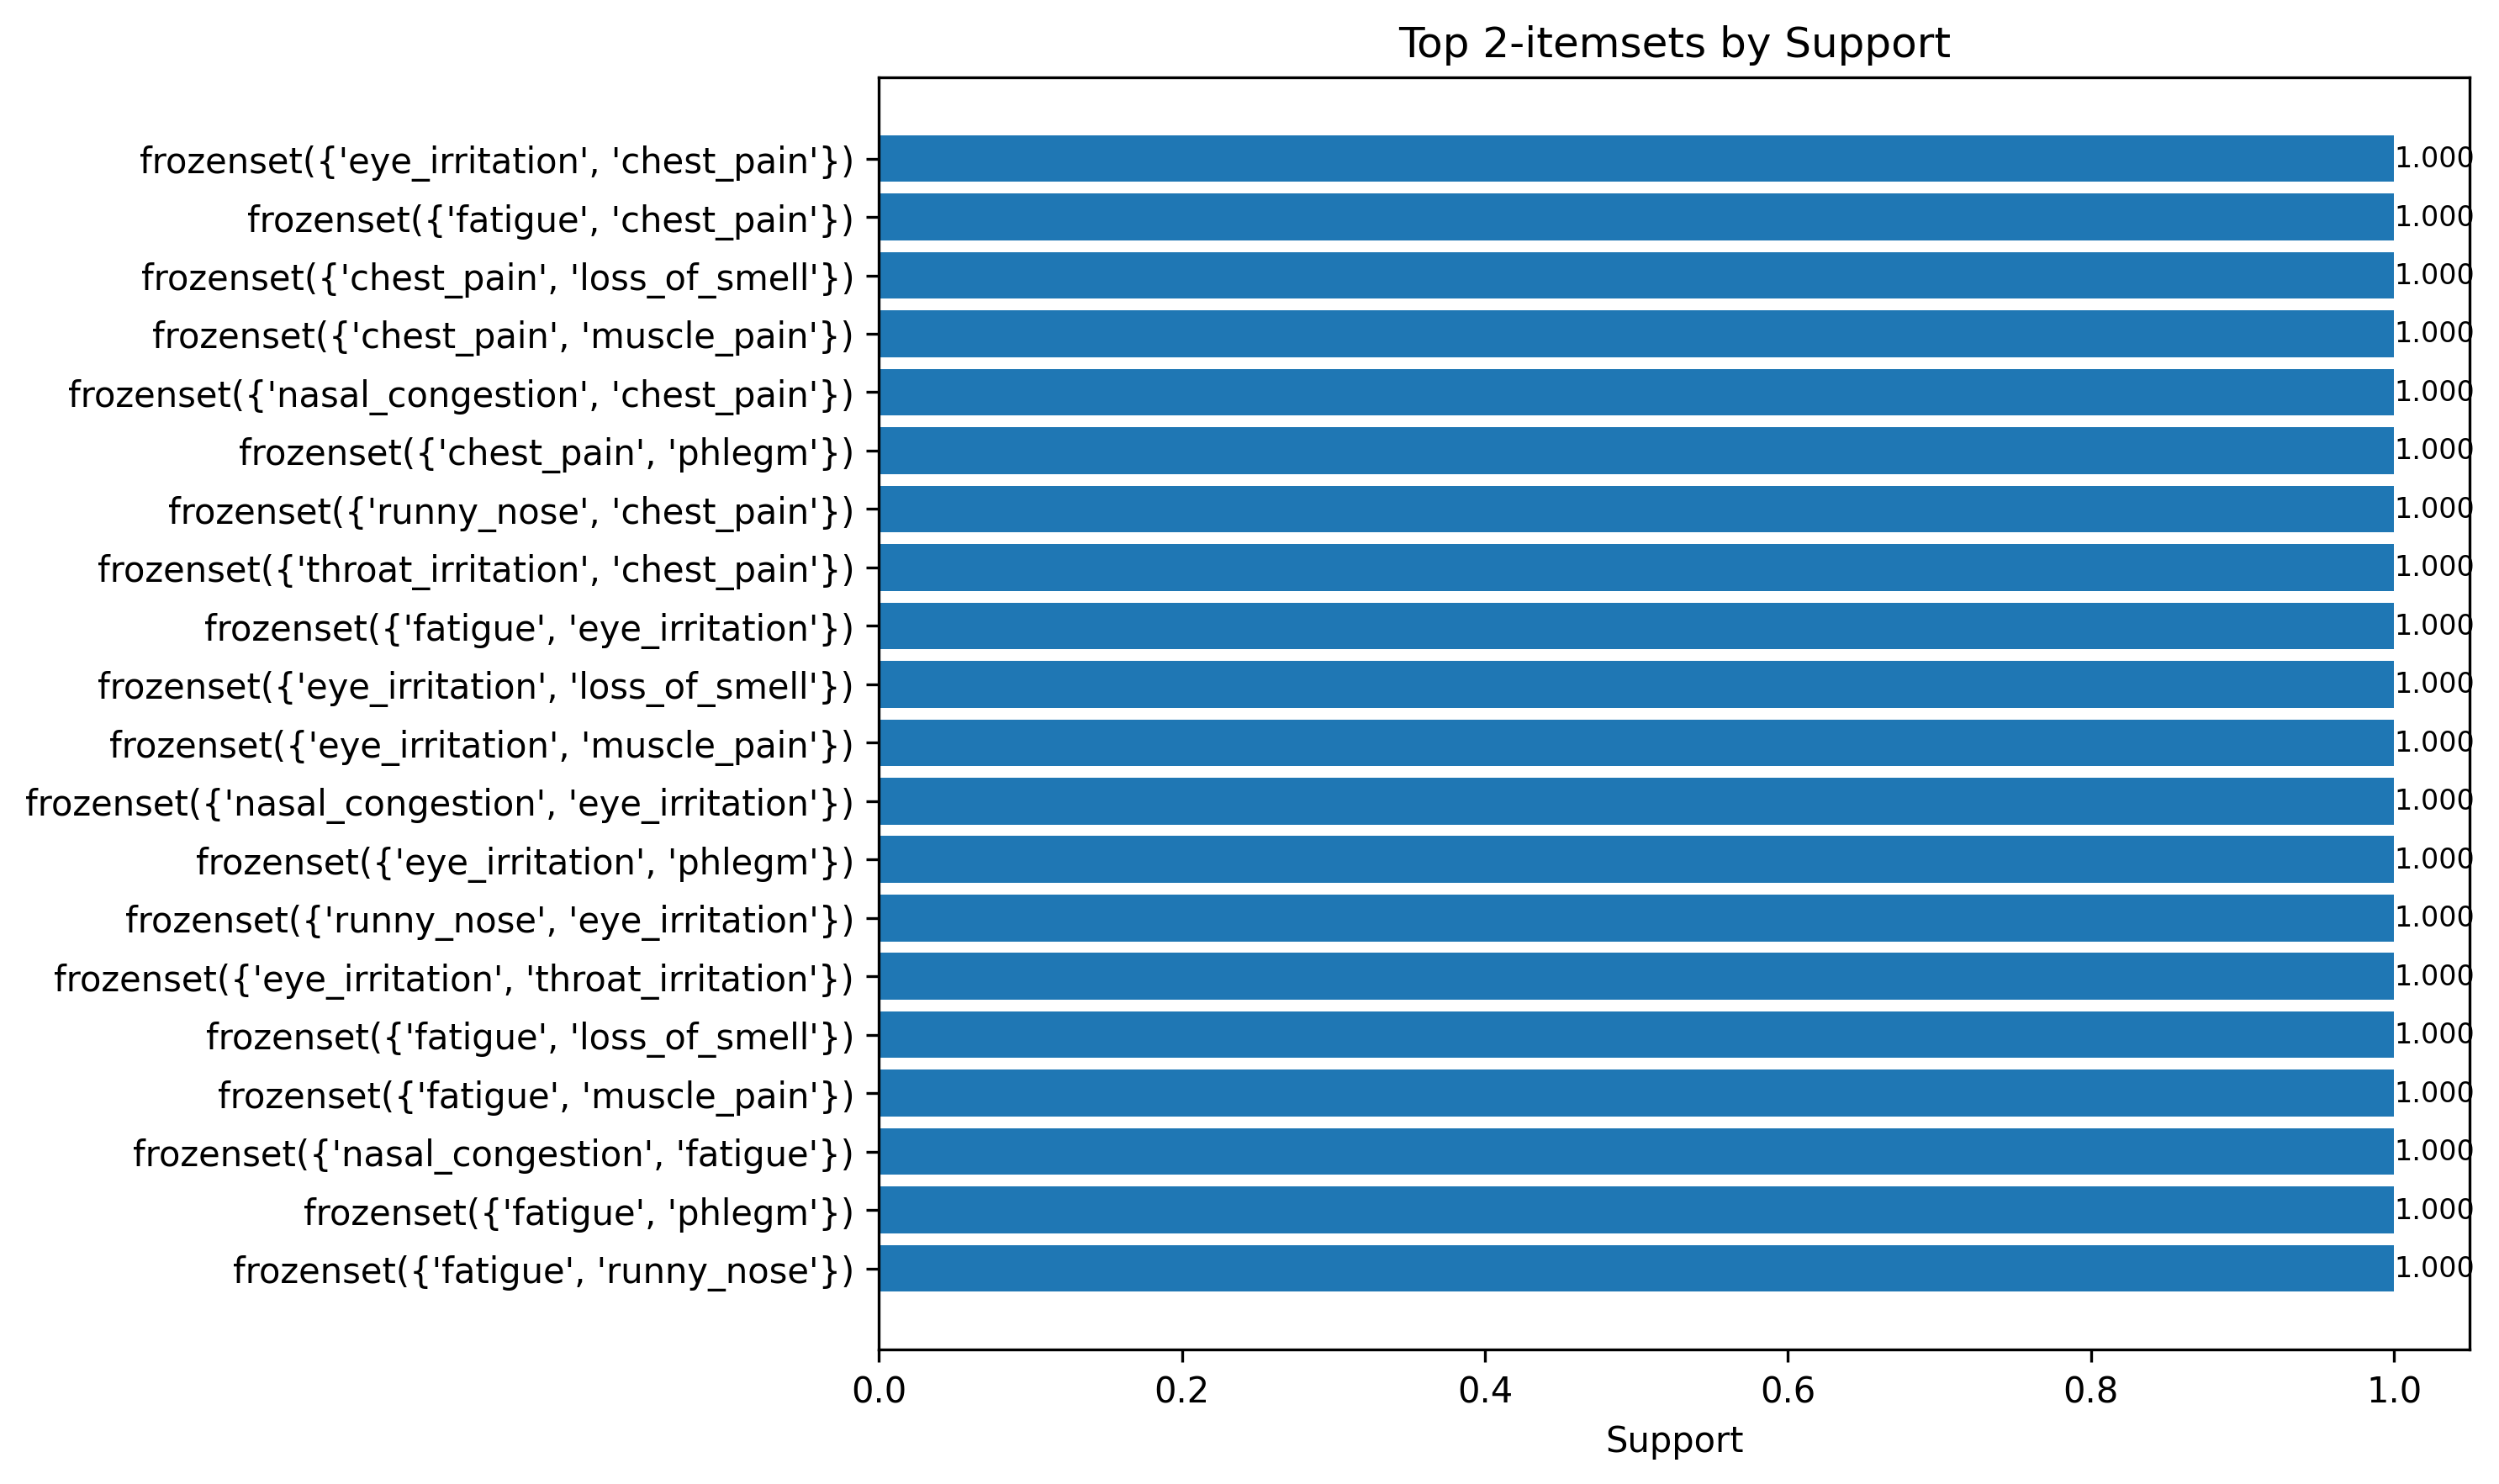 Top 2-itemsets by Support
frozenset({'eye_irritation', 'chest_pain'}) 1.000
frozenset({'fatigue', 'chest_pain'}) 1.000
frozenset({'chest_pain', 'loss_of_smell'}) 1.000
frozenset({'chest_pain', 'muscle_pain'}) 1.000
frozenset({'nasal_congestion', 'chest_pain'}) 1.000
frozenset({'chest_pain', 'phlegm'}) 1.000
frozenset({'runny_nose', 'chest_pain'}) 1.000
frozenset({'throat_irritation', 'chest_pain'}) 1.000
frozenset({'fatigue', 'eye_irritation'}) 1.000
frozenset({'eye_irritation', 'loss_of_smell'}) 1.000
frozenset({'eye_irritation', 'muscle_pain'}) 1.000
frozenset({'nasal_congestion', 'eye_irritation'}) 1.000
frozenset({'eye_irritation', 'phlegm'}) 1.000
frozenset({'runny_nose', 'eye_irritation'}) 1.000
frozenset({'eye_irritation', 'throat_irritation'}) 1.000
frozenset({'fatigue', 'loss_of_smell'}) 1.000
frozenset({'fatigue', 'muscle_pain'}) 1.000
frozenset({'nasal_congestion', 'fatigue'}) 1.000
frozenset({'fatigue', 'phlegm'}) 1.000
frozenset({'fatigue', 'runny_nose'}) 1.000
0.0 0.2 0.4 0.6 0.8 1.0
Support